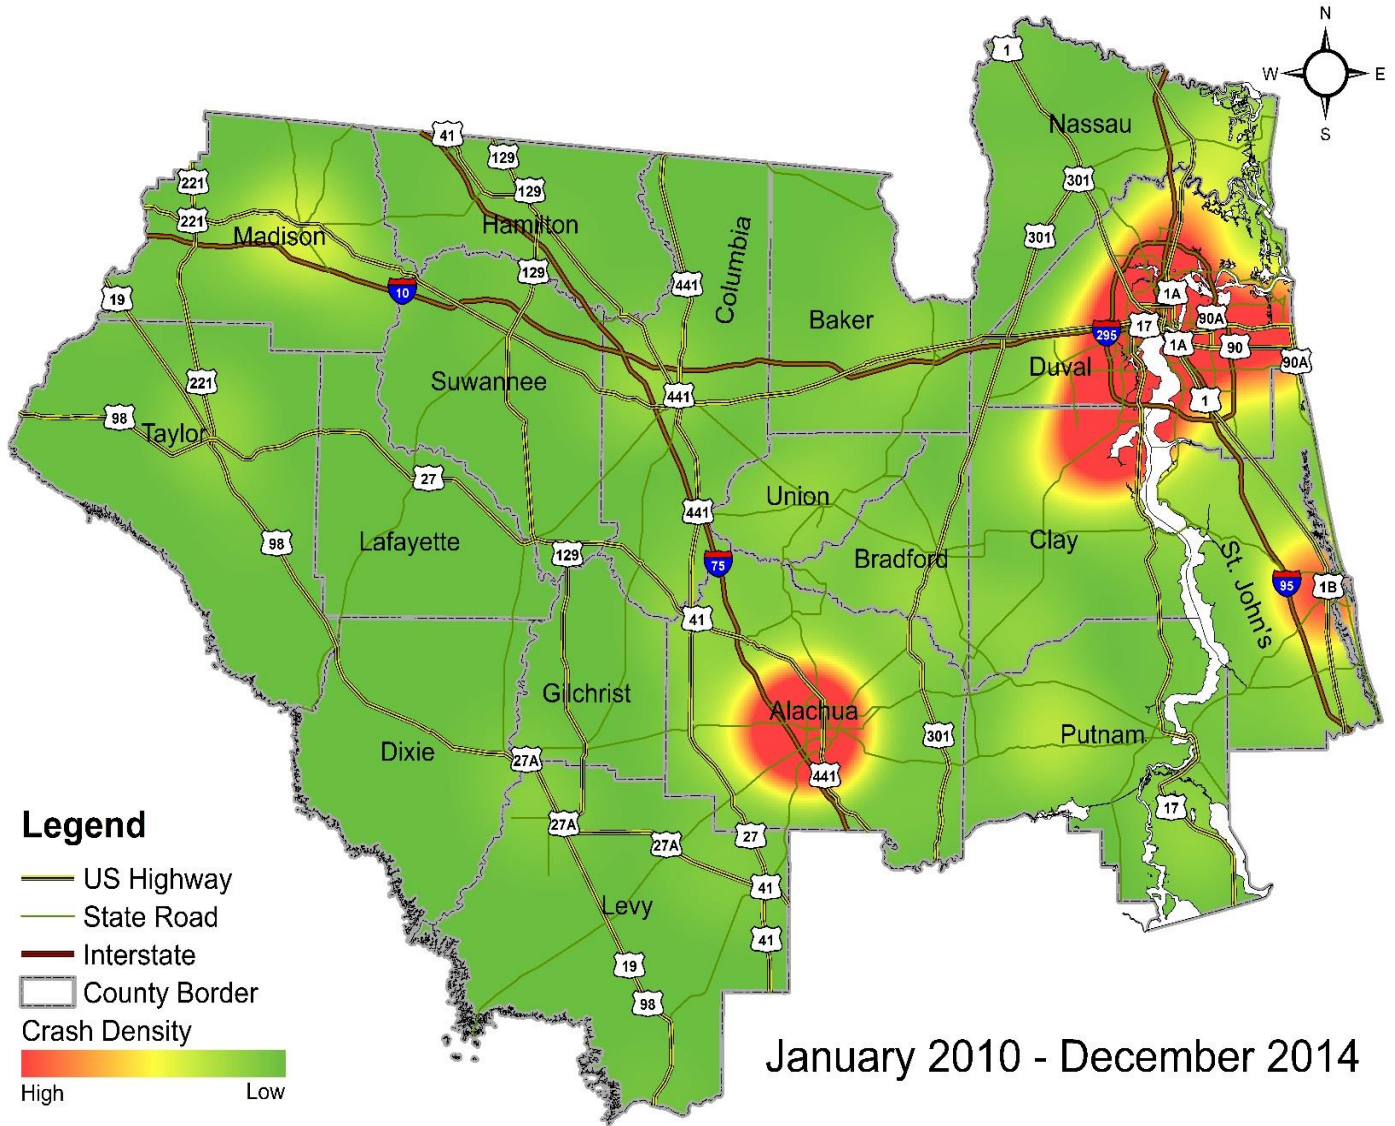 N
W E
S
1
Nassau
41
129
221
129
301
221
Madison
Hamilton
301
Columbia
129
441
10
19
1A
Baker
90A
17
295
1A
90
90A
Duval
Suwannee
221
441
1
98
Taylor
27
Union
441
98
Lafayette
129
Bradford
Clay
St. John's
75
95
1B
41
Gilchrist
Alachua
Dixie
301
Putnam
27A
441
17
27A
27A
27
Levy
41
41
19
98
Legend
US Highway
State Road
Interstate
County Border
Crash Density
High Low
January 2010 - December 2014